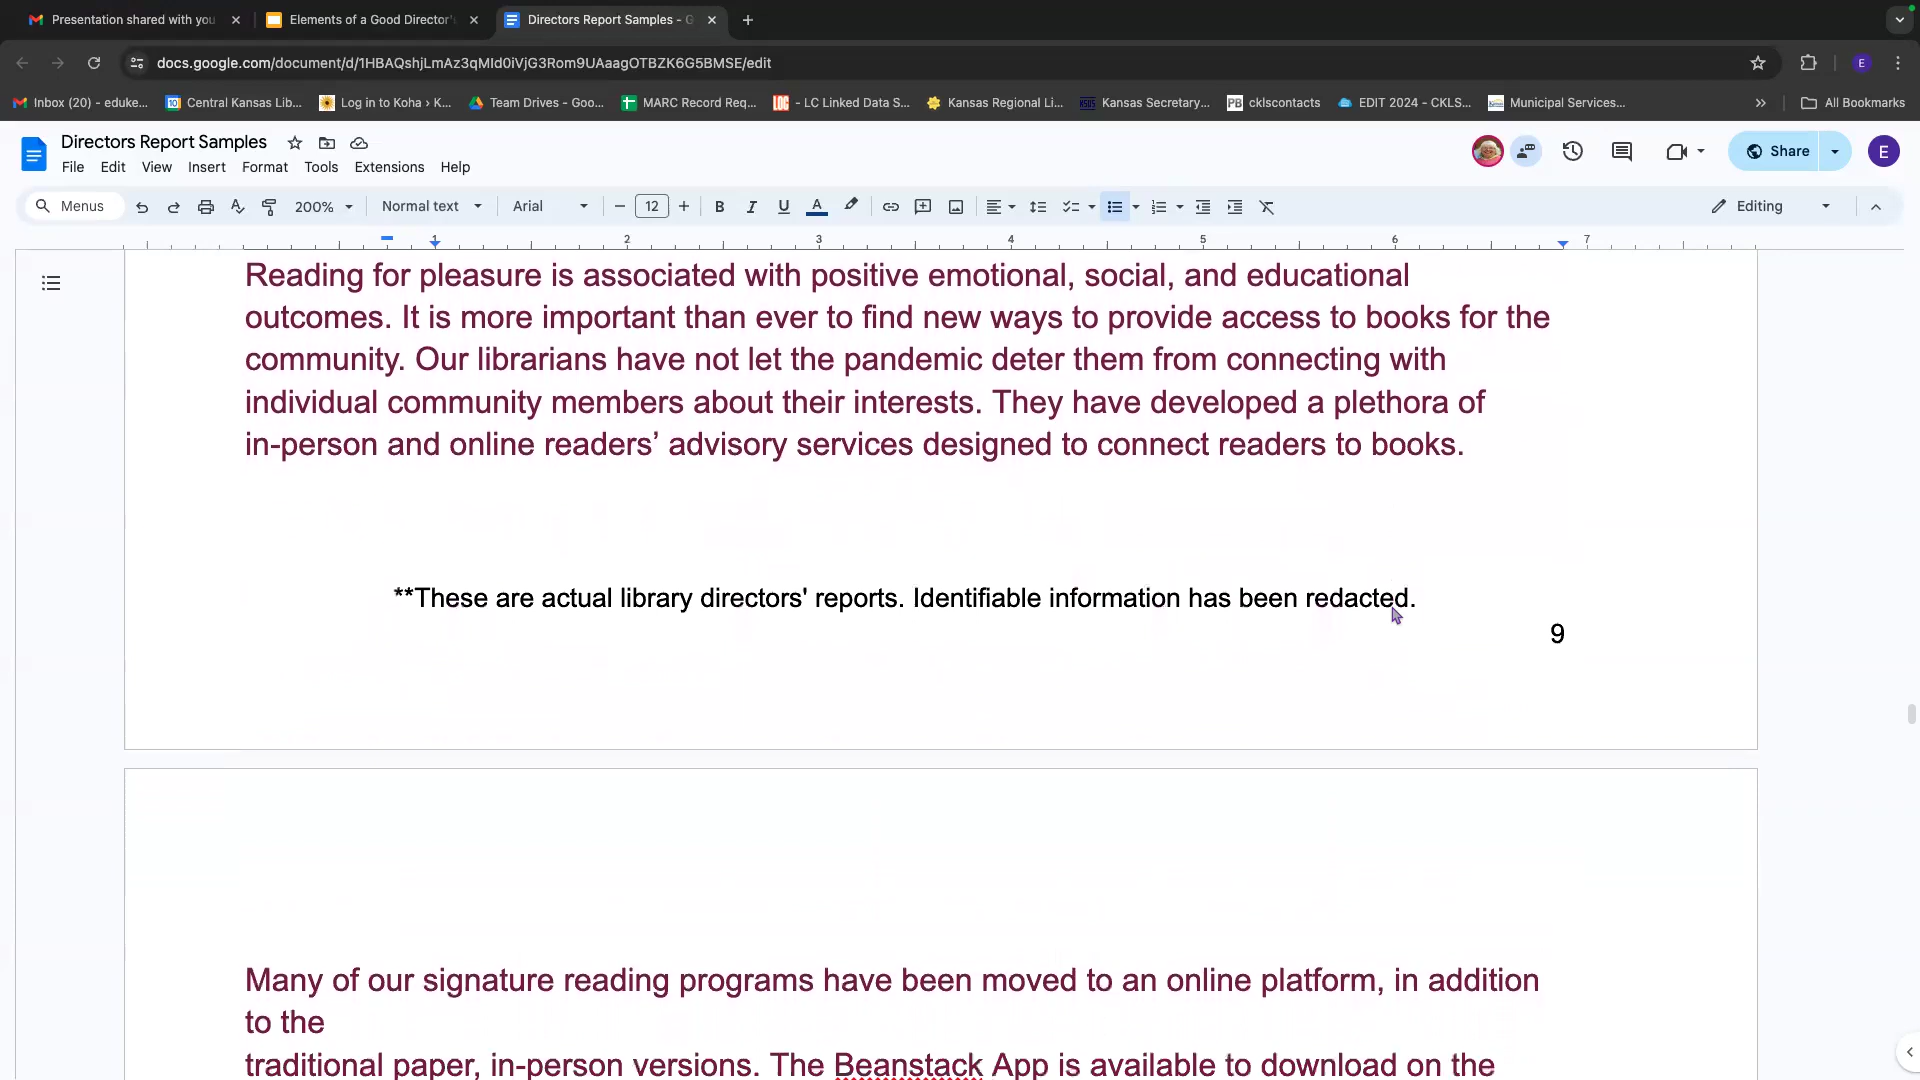 Presentation shared with you
Elements of a Good Director'
Directors Report Samples - G
docs.google.com/document/d/1HBAQshjLmAz3qMId0iVjG3Rom9UAaagOTBZK6G5BMSE/edit
Inbox (20) - eduke...
Central Kansas Lib...
Log in to Koha › K...
Team Drives - Goo...
MARC Record Req...
- LC Linked Data S...
Kansas Regional Li...
Kansas Secretary...
cklscontacts
EDIT 2024 - CKLS...
Municipal Services...
All Bookmarks
Directors Report Samples
File Edit View Insert Format Tools Extensions Help
Share
E
Menus
200%
Normal text
Arial
12
Editing
1 2 3 4 5 6 7
Reading for pleasure is associated with positive emotional, social, and educational
outcomes. It is more important than ever to find new ways to provide access to books for the
community. Our librarians have not let the pandemic deter them from connecting with
individual community members about their interests. They have developed a plethora of
in-person and online readers’ advisory services designed to connect readers to books.
**These are actual library directors' reports. Identifiable information has been redacted.
9
Many of our signature reading programs have been moved to an online platform, in addition
to the
traditional paper, in-person versions. The Beanstack App is available to download on the